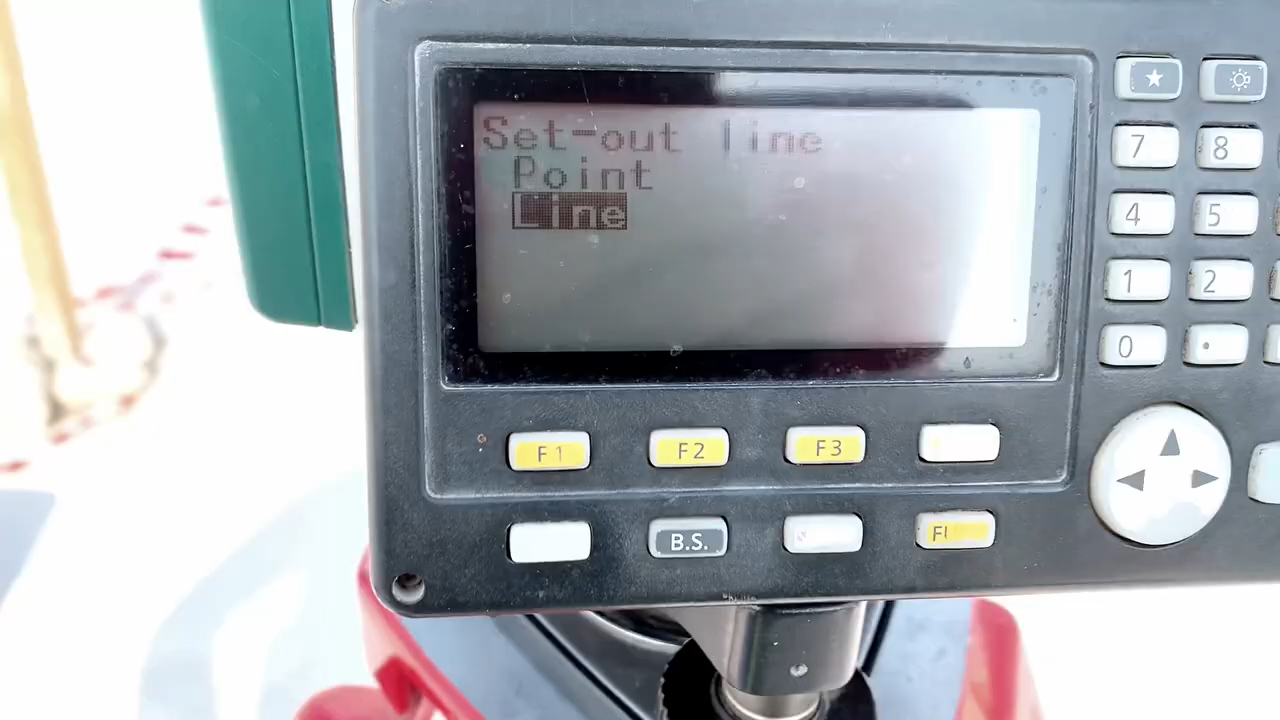 Set-out line
Point
Line
7 8
4 5
1 2
0 .
F1 F2 F3
B.S.